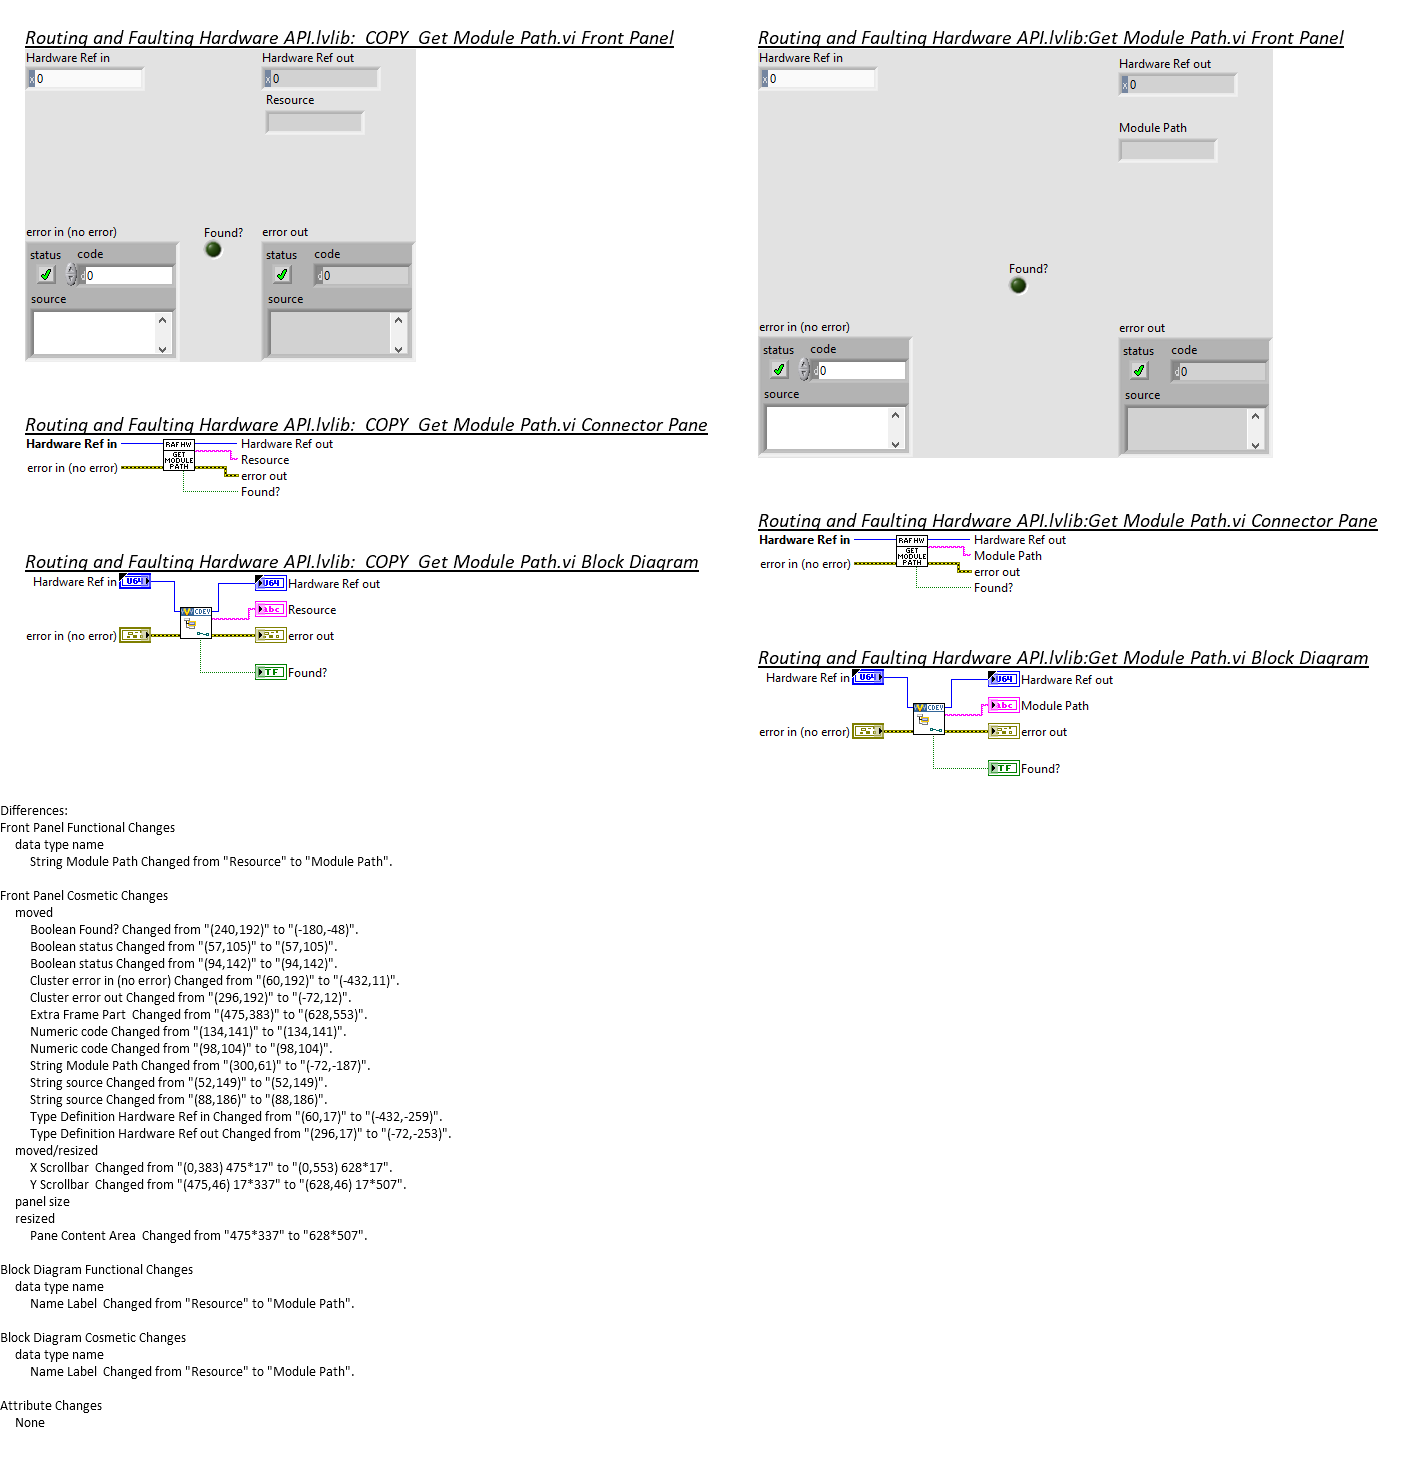 Routing and Faulting Hardware API.lvlib:  COPY  Get Module Path.vi Front Panel
Hardware Ref in
Hardware Ref out
x 0
x 0
Resource
error in (no error)
Found?
error out
status
code
status
code
d 0
d 0
source
source
Routing and Faulting Hardware API.lvlib:  COPY  Get Module Path.vi Connector Pane
Hardware Ref in
RAF HW
GET
MODULE
PATH
Hardware Ref out
Resource
error in (no error)
error out
Found?
Routing and Faulting Hardware API.lvlib:  COPY  Get Module Path.vi Block Diagram
Hardware Ref in
U64
U64
Hardware Ref out
CDEV
abc
Resource
error in (no error)
error out
TF
Found?
Routing and Faulting Hardware API.lvlib:Get Module Path.vi Front Panel
Hardware Ref in
Hardware Ref out
x 0
x 0
Module Path
Found?
error in (no error)
error out
status
code
status
code
d 0
d 0
source
source
Routing and Faulting Hardware API.lvlib:Get Module Path.vi Connector Pane
Hardware Ref in
RAF HW
GET
MODULE
PATH
Hardware Ref out
Module Path
error in (no error)
error out
Found?
Routing and Faulting Hardware API.lvlib:Get Module Path.vi Block Diagram
Hardware Ref in
U64
U64
Hardware Ref out
CDEV
abc
Module Path
error in (no error)
error out
TF
Found?
Differences:
Front Panel Functional Changes
data type name
String Module Path Changed from "Resource" to "Module Path".
Front Panel Cosmetic Changes
moved
Boolean Found? Changed from "(240,192)" to "(-180,-48)".
Boolean status Changed from "(57,105)" to "(57,105)".
Boolean status Changed from "(94,142)" to "(94,142)".
Cluster error in (no error) Changed from "(60,192)" to "(-432,11)".
Cluster error out Changed from "(296,192)" to "(-72,12)".
Extra Frame Part  Changed from "(475,383)" to "(628,553)".
Numeric code Changed from "(134,141)" to "(134,141)".
Numeric code Changed from "(98,104)" to "(98,104)".
String Module Path Changed from "(300,61)" to "(-72,-187)".
String source Changed from "(52,149)" to "(52,149)".
String source Changed from "(88,186)" to "(88,186)".
Type Definition Hardware Ref in Changed from "(60,17)" to "(-432,-259)".
Type Definition Hardware Ref out Changed from "(296,17)" to "(-72,-253)".
moved/resized
X Scrollbar  Changed from "(0,383) 475*17" to "(0,553) 628*17".
Y Scrollbar  Changed from "(475,46) 17*337" to "(628,46) 17*507".
panel size
resized
Pane Content Area  Changed from "475*337" to "628*507".
Block Diagram Functional Changes
data type name
Name Label  Changed from "Resource" to "Module Path".
Block Diagram Cosmetic Changes
data type name
Name Label  Changed from "Resource" to "Module Path".
Attribute Changes
None